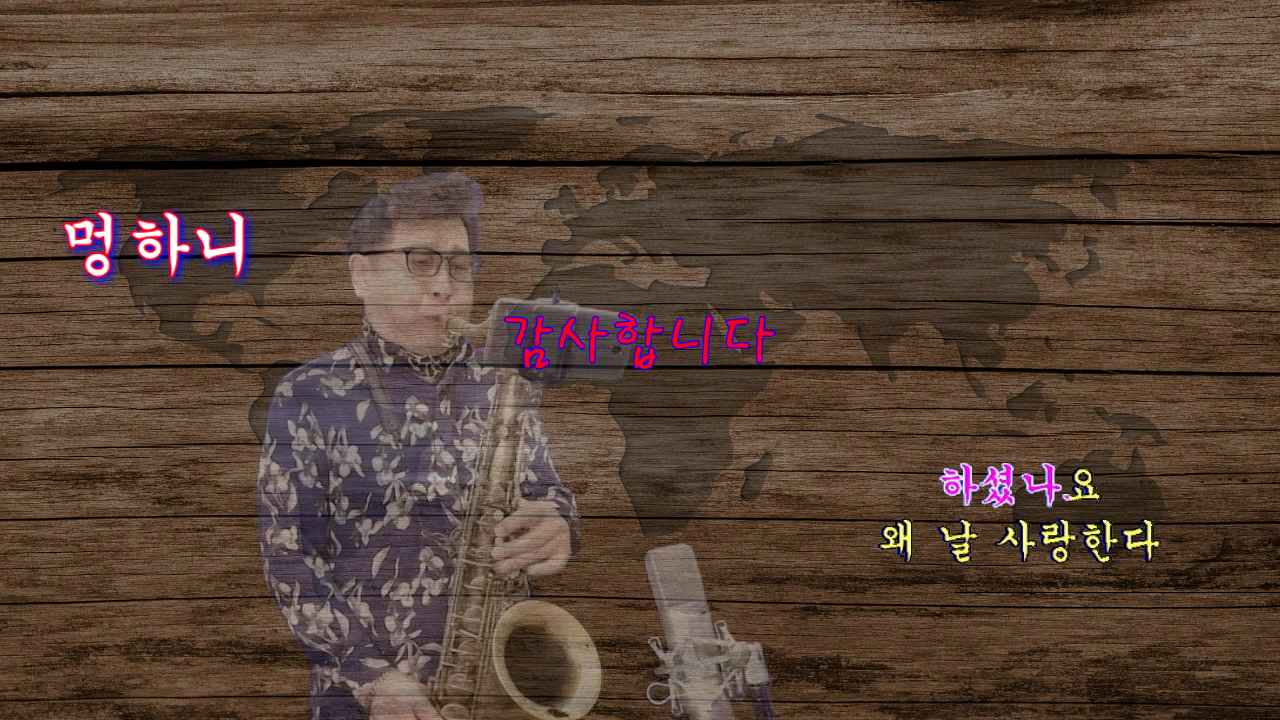 멍하니
감사합니다
하셨나요
왜 날 사랑한다